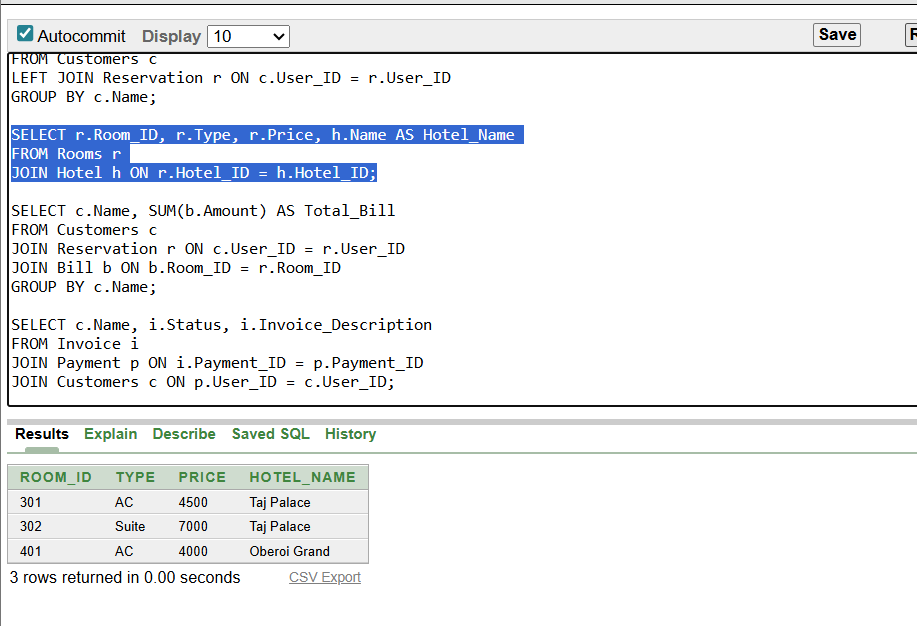 Autocommit Display 10 Save R
FROM Customers c
LEFT JOIN Reservation r ON c.User_ID = r.User_ID
GROUP BY c.Name;
SELECT r.Room_ID, r.Type, r.Price, h.Name AS Hotel_Name
FROM Rooms r
JOIN Hotel h ON r.Hotel_ID = h.Hotel_ID;
SELECT c.Name, SUM(b.Amount) AS Total_Bill
FROM Customers c
JOIN Reservation r ON c.User_ID = r.User_ID
JOIN Bill b ON b.Room_ID = r.Room_ID
GROUP BY c.Name;
SELECT c.Name, i.Status, i.Invoice_Description
FROM Invoice i
JOIN Payment p ON i.Payment_ID = p.Payment_ID
JOIN Customers c ON p.User_ID = c.User_ID;
Results Explain Describe Saved SQL History
ROOM_ID TYPE PRICE HOTEL_NAME
301 AC 4500 Taj Palace
302 Suite 7000 Taj Palace
401 AC 4000 Oberoi Grand
3 rows returned in 0.00 seconds CSV Export